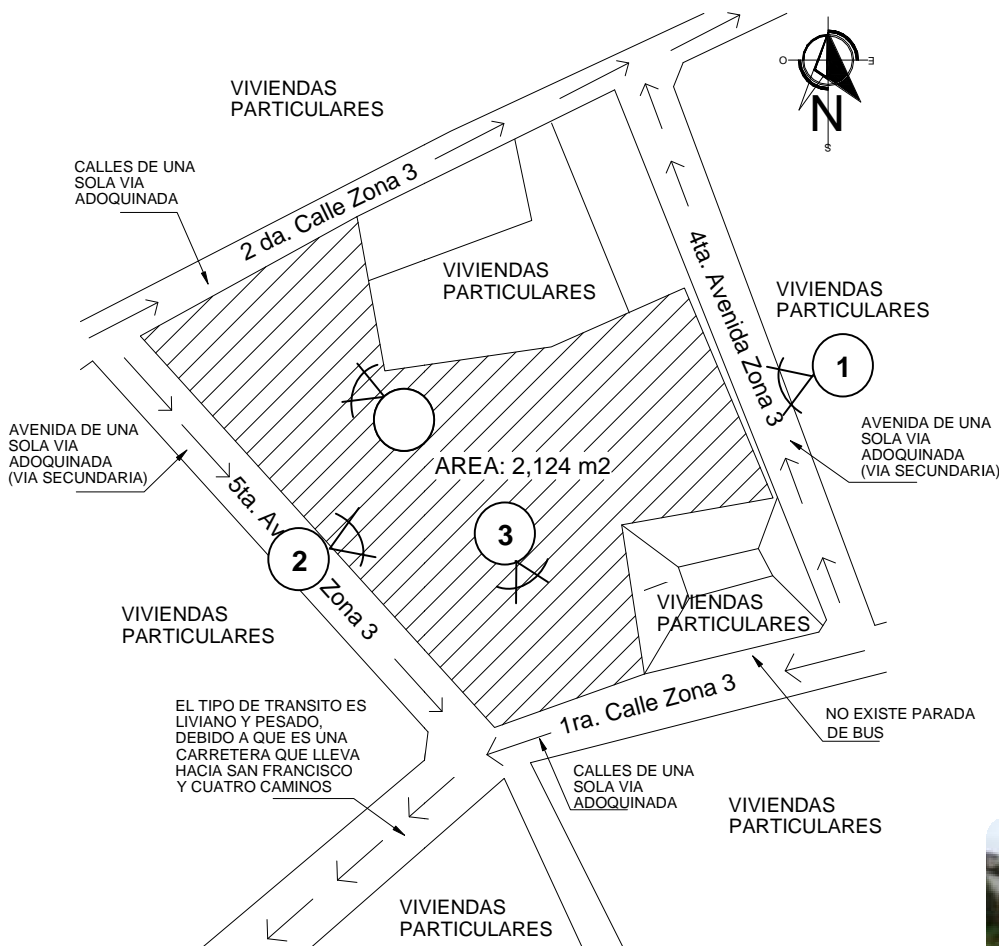 VIVIENDAS
PARTICULARES
O
E
N
S
CALLES DE UNA
SOLA VIA
ADOQUINADA
2 da. Calle Zona 3
VIVIENDAS
PARTICULARES
4ta. Avenida Zona 3
VIVIENDAS
PARTICULARES
1
AVENIDA DE UNA
SOLA VIA
ADOQUINADA
(VIA SECUNDARIA)
AVENIDA DE UNA
SOLA VIA
ADOQUINADA
(VIA SECUNDARIA)
AREA: 2,124 m2
5ta. Av
Zona 3
2
3
VIVIENDAS
PARTICULARES
VIVIENDAS
PARTICULARES
1ra. Calle Zona 3
EL TIPO DE TRANSITO ES
LIVIANO Y PESADO,
DEBIDO A QUE ES UNA
CARRETERA QUE LLEVA
HACIA SAN FRANCISCO
Y CUATRO CAMINOS
NO EXISTE PARADA
DE BUS
CALLES DE UNA
SOLA VIA
ADOQUINADA
VIVIENDAS
PARTICULARES
VIVIENDAS
PARTICULARES